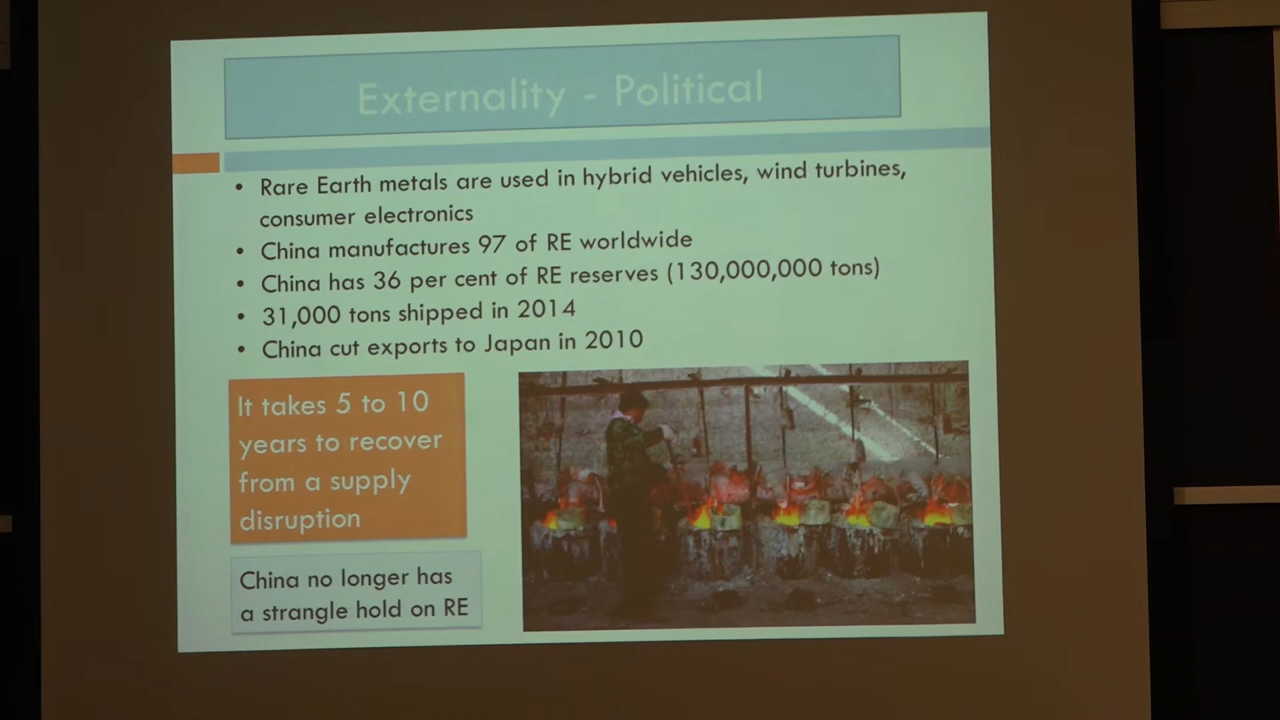 Externality - Political
• Rare Earth metals are used in hybrid vehicles, wind turbines,
consumer electronics
• China manufactures 97 of RE worldwide
• China has 36 per cent of RE reserves (130,000,000 tons)
• 31,000 tons shipped in 2014
• China cut exports to Japan in 2010
It takes 5 to 10
years to recover
from a supply
disruption
China no longer has
a strangle hold on RE